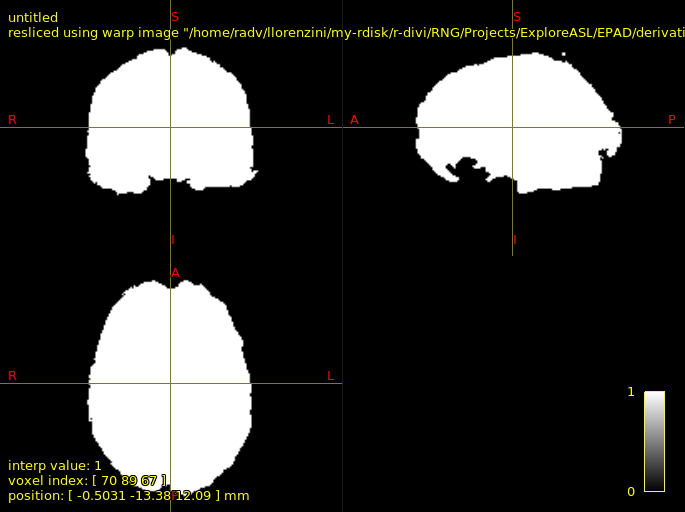 untitled
resliced using warp image "/home/radv/llorenzini/my-rdisk/r-divi/RNG/Projects/ExploreASL/EPAD/derivati
S
S
R
L
A
P
I
I
A
R
L
1
interp value: 1
voxel index: [ 70 89 67 ]
0
position: [ -0.5031 -13.38 12.09 ] mm